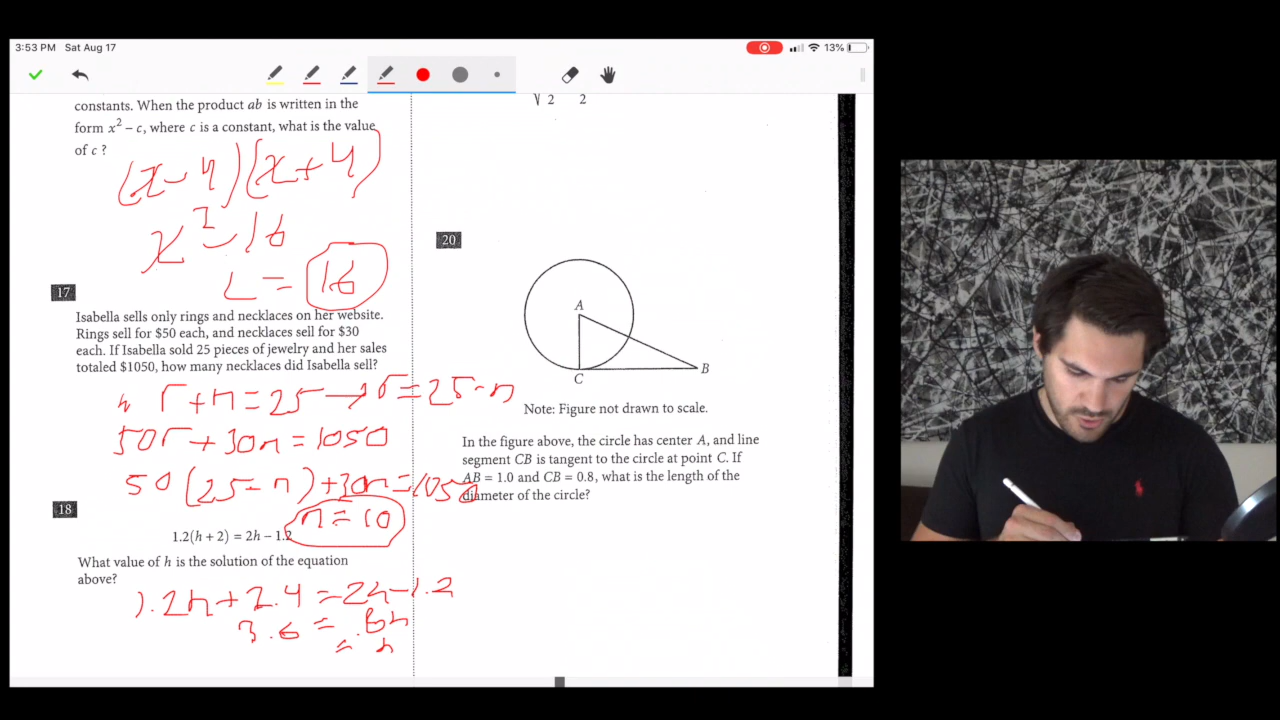 3:53 PM Sat Aug 17
13%
constants. When the product ab is written in the
form x² – c, where c is a constant, what is the value
of c ?
(x-4)(x+4)
x²-16
c = 16
17
Isabella sells only rings and necklaces on her website.
Rings sell for $50 each, and necklaces sell for $30
each. If Isabella sold 25 pieces of jewelry and her sales
totaled $1050, how many necklaces did Isabella sell?
r+n=25→r=25-n
50r+30n=1050
50(25-n)+30n=1050
n=10
18
1.2(h + 2) = 2h – 1.2
What value of h is the solution of the equation
above?
1.2h+2.4=2h-1.2
3.6=.8h
= h
√2 2
20
A
B
C
Note: Figure not drawn to scale.
In the figure above, the circle has center A, and line
segment CB is tangent to the circle at point C. If
AB = 1.0 and CB = 0.8, what is the length of the
diameter of the circle?